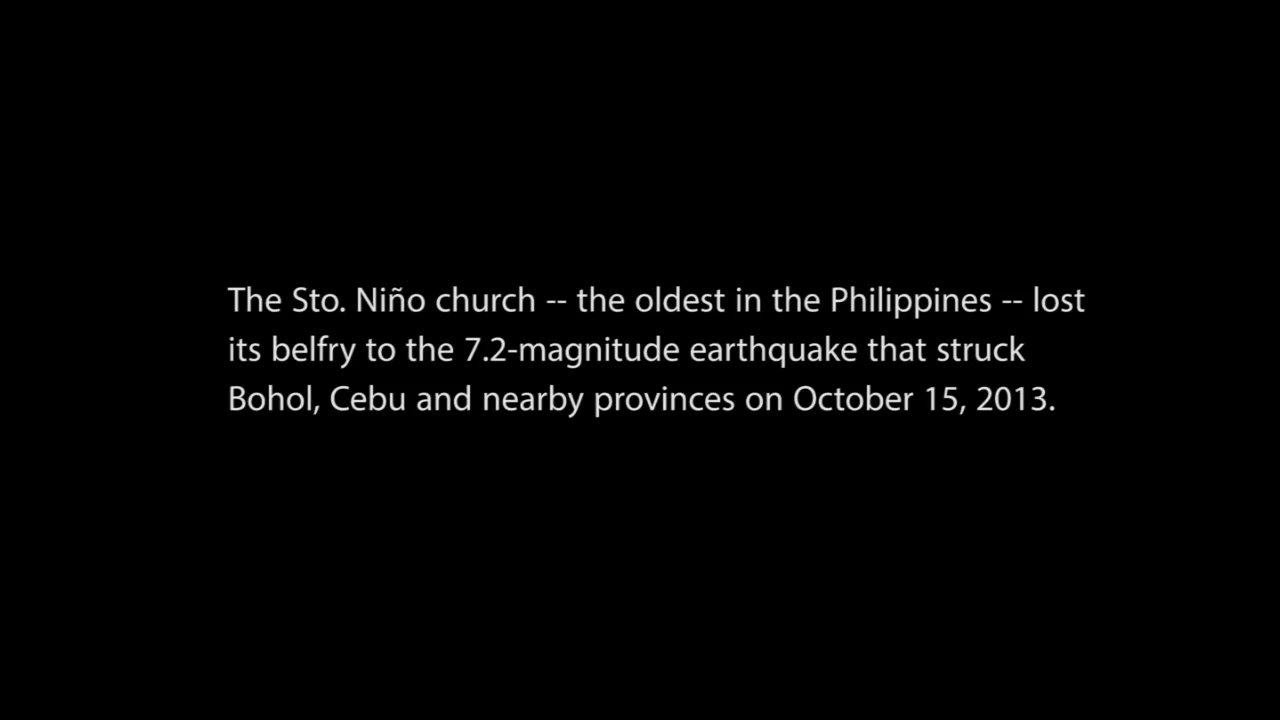 The Sto. Niño church -- the oldest in the Philippines -- lost
its belfry to the 7.2-magnitude earthquake that struck
Bohol, Cebu and nearby provinces on October 15, 2013.